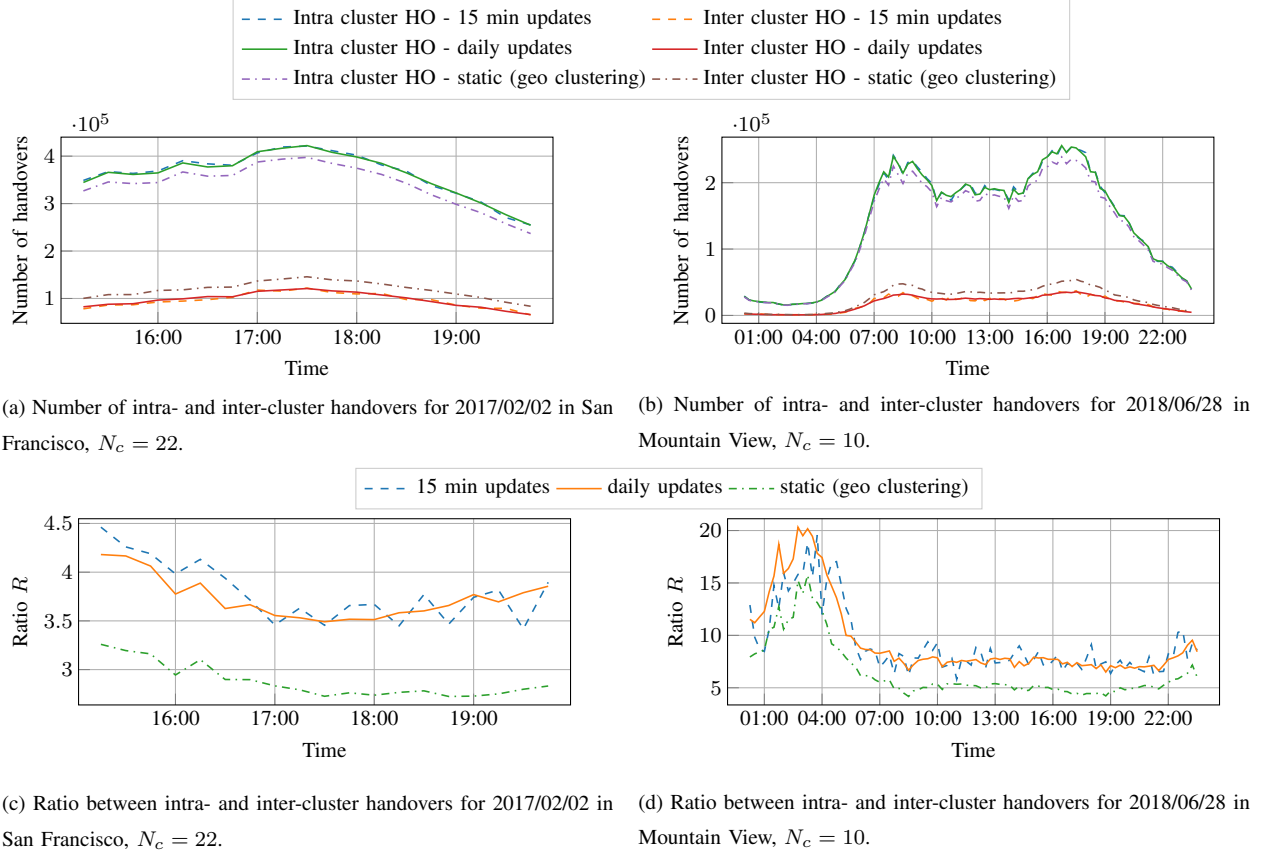 Intra cluster HO - 15 min updates
Inter cluster HO - 15 min updates
Intra cluster HO - daily updates
Inter cluster HO - daily updates
Intra cluster HO - static (geo clustering)
Inter cluster HO - static (geo clustering)
·10⁵
Number of handovers
4
3
2
1
16:00 17:00 18:00 19:00
Time
(a) Number of intra- and inter-cluster handovers for 2017/02/02 in San
Francisco, N_c = 22.
·10⁵
Number of handovers
2
1
0
01:00 04:00 07:00 10:00 13:00 16:00 19:00 22:00
Time
(b) Number of intra- and inter-cluster handovers for 2018/06/28 in
Mountain View, N_c = 10.
15 min updates daily updates static (geo clustering)
Ratio R
4.5
4
3.5
3
16:00 17:00 18:00 19:00
Time
(c) Ratio between intra- and inter-cluster handovers for 2017/02/02 in
San Francisco, N_c = 22.
Ratio R
20
15
10
5
01:00 04:00 07:00 10:00 13:00 16:00 19:00 22:00
Time
(d) Ratio between intra- and inter-cluster handovers for 2018/06/28 in
Mountain View, N_c = 10.